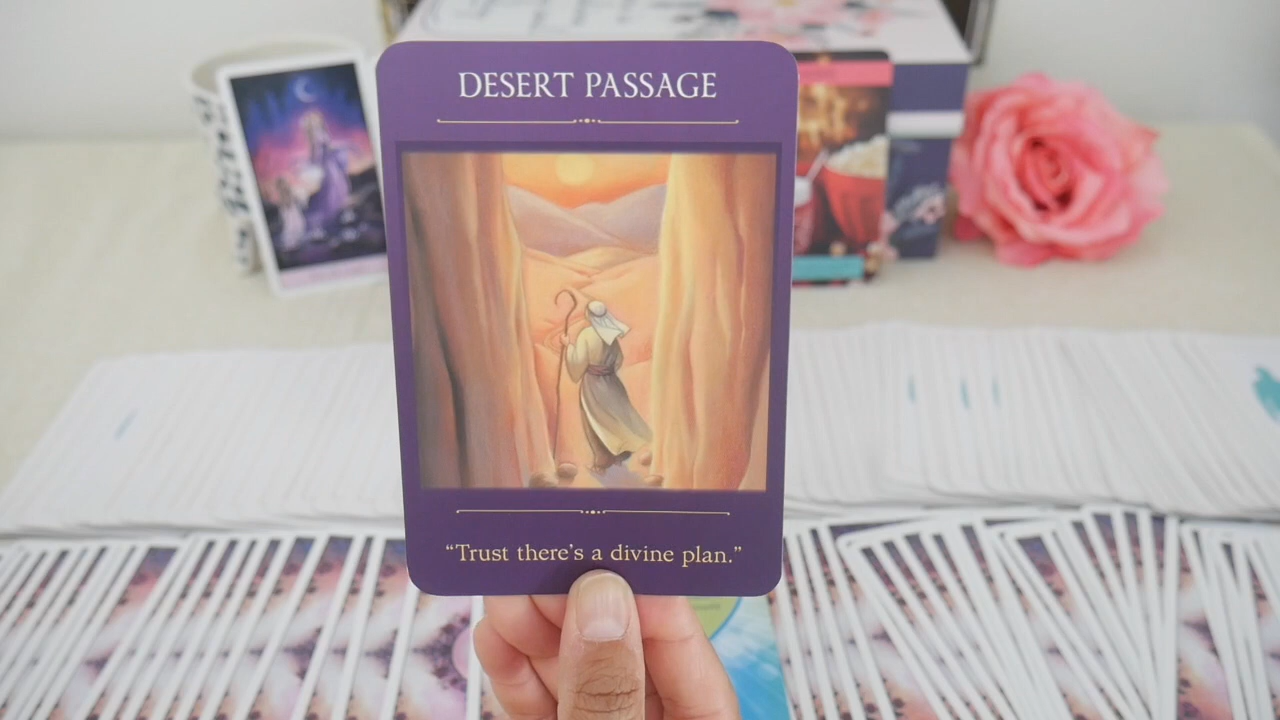 DESERT PASSAGE
“Trust there’s a divine plan.”